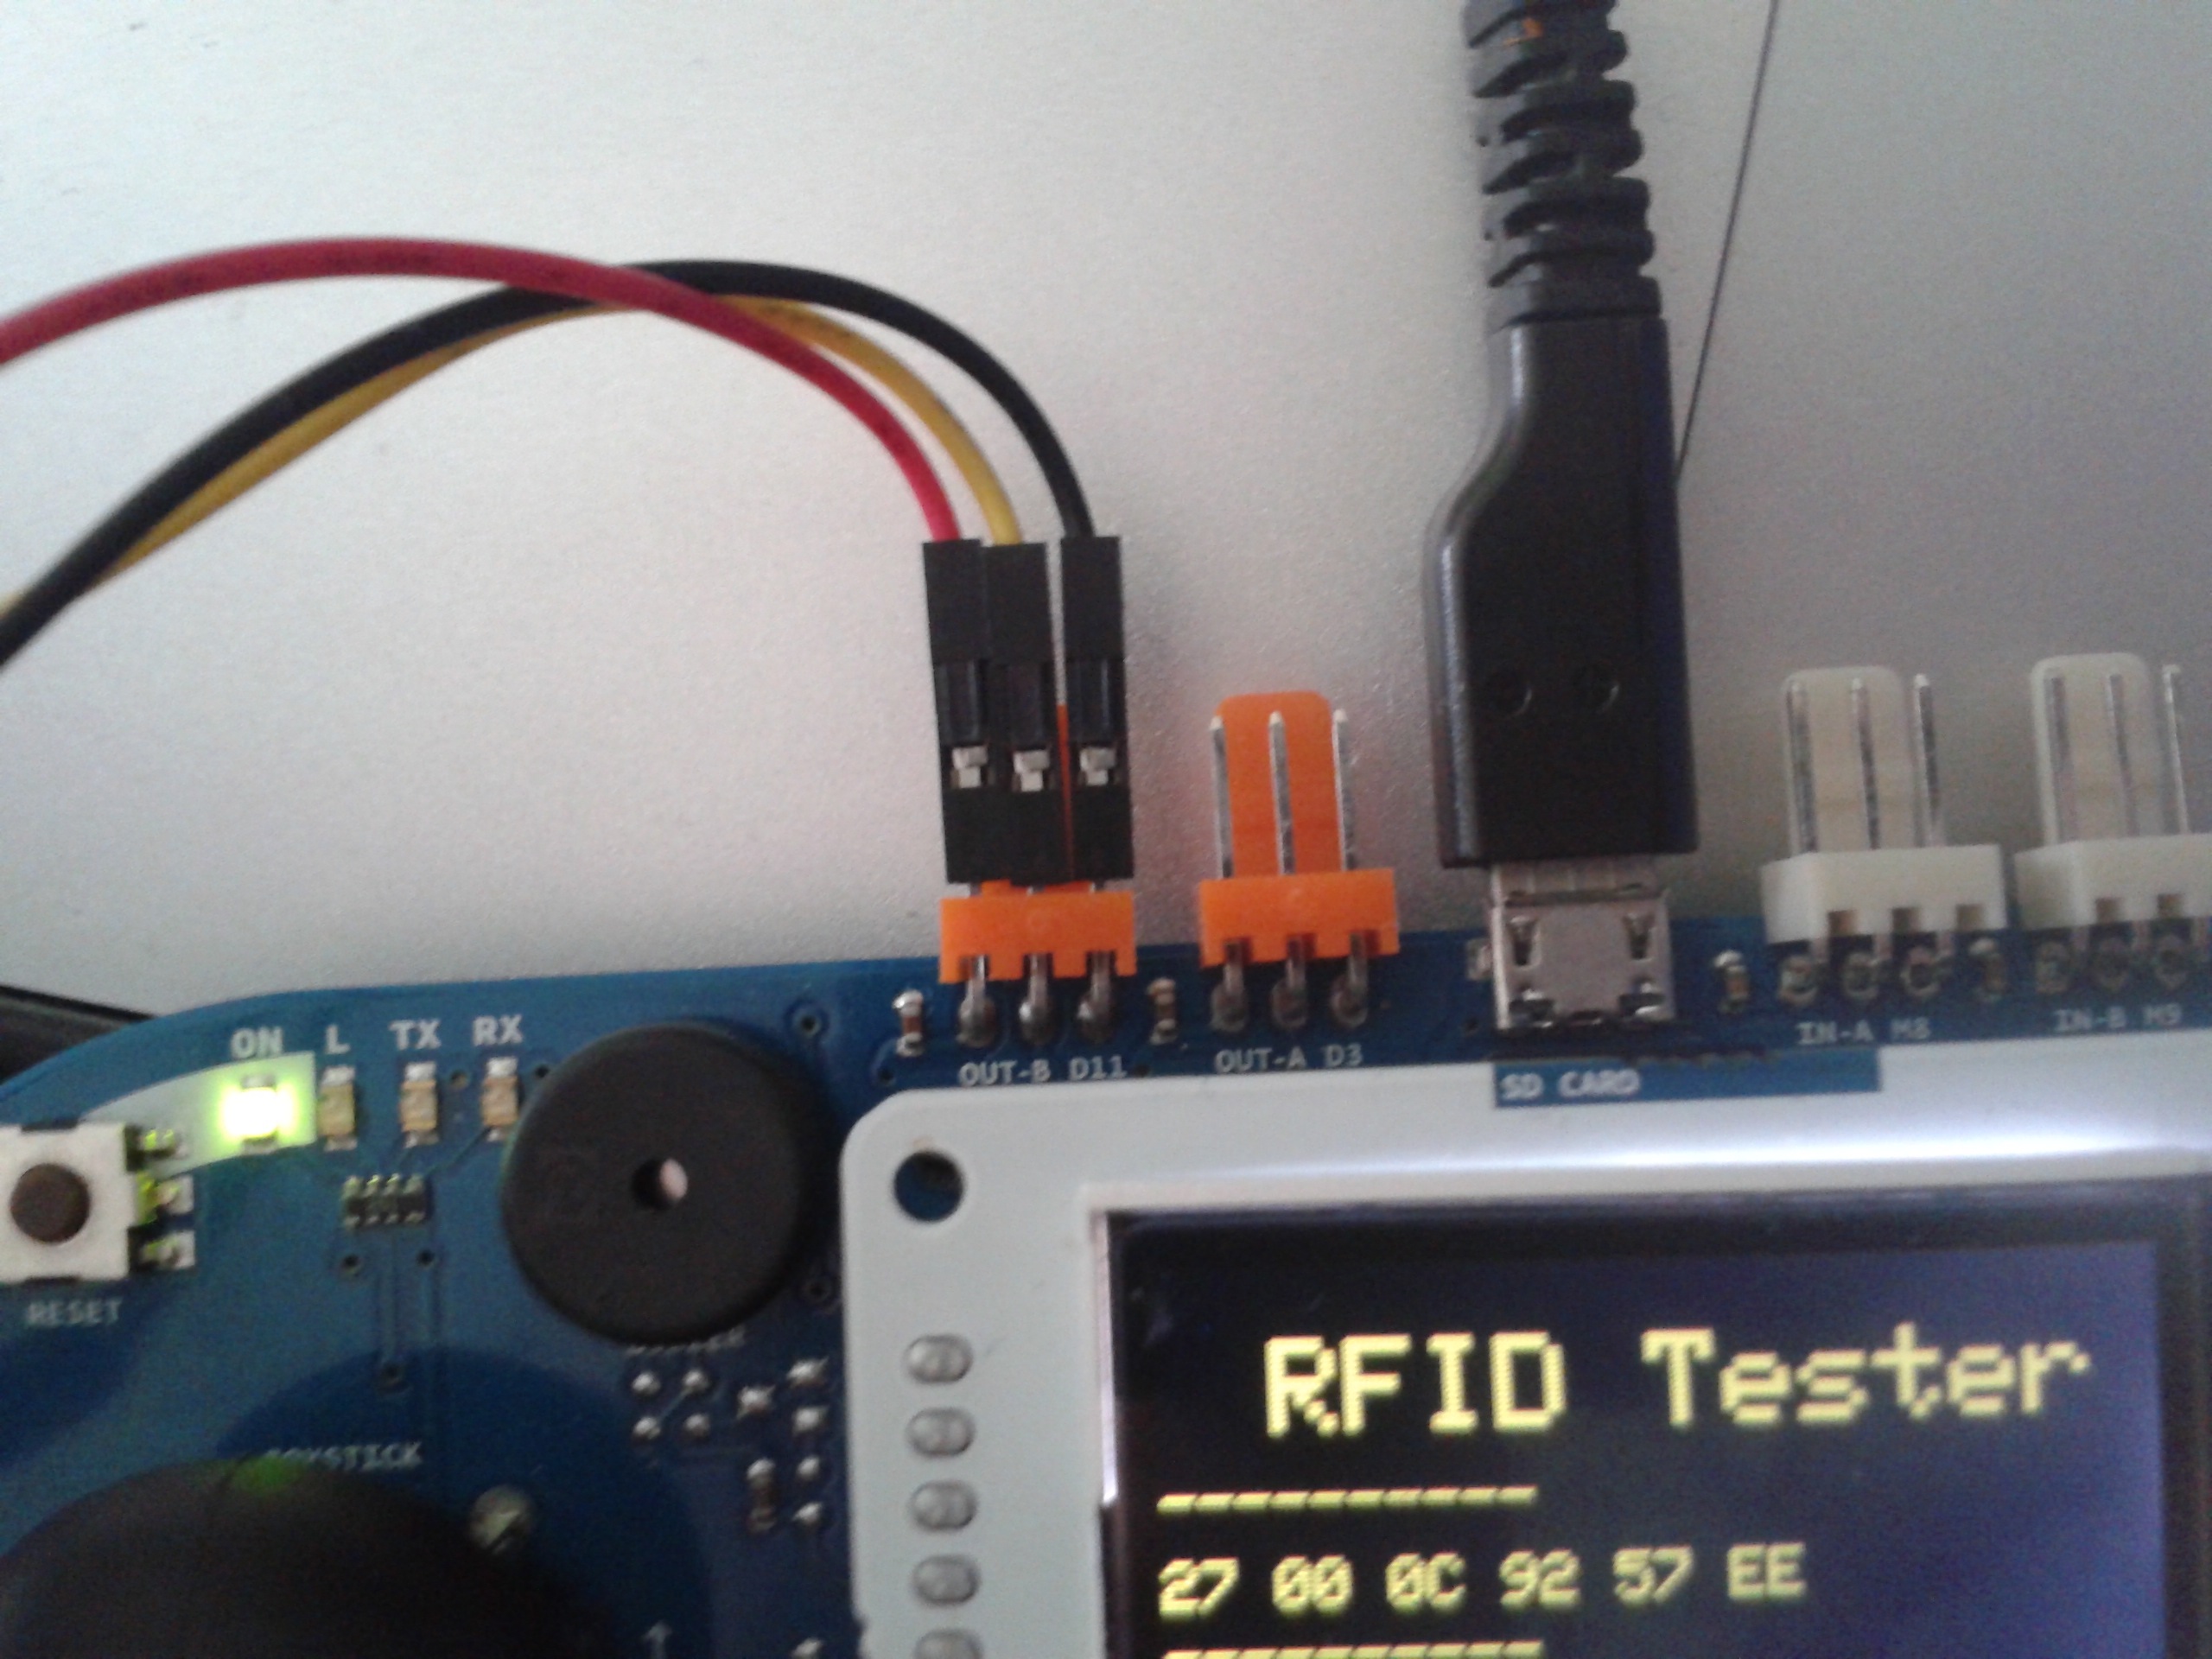 ON L TX RX
OUT-B D11
OUT-A D3
IN-A M8
IN-B M9
SD CARD
RESET
JOYSTICK
RFID Tester
----------
27 00 0C 92 57 EE
----------